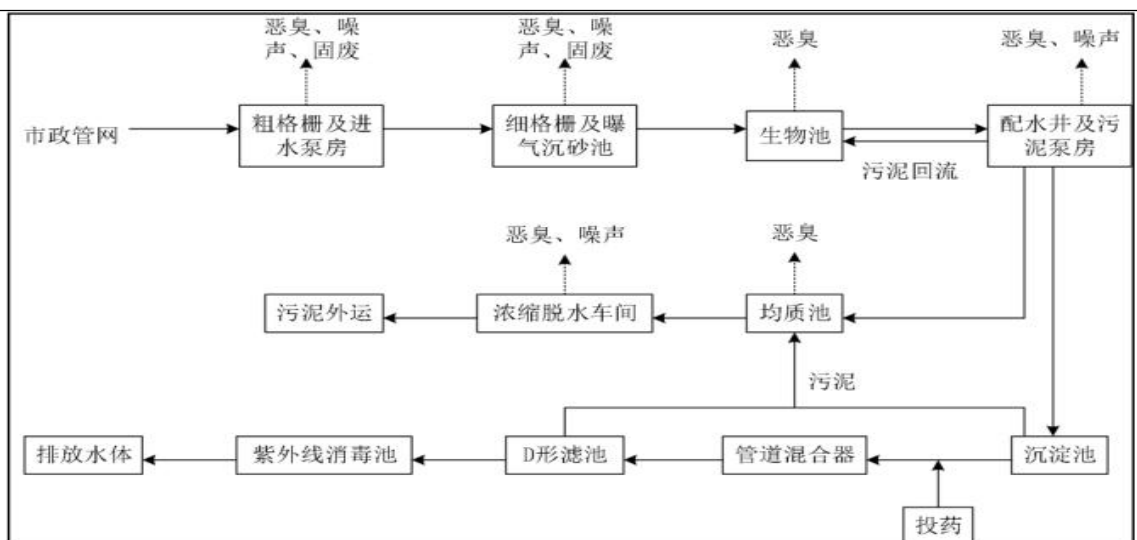 恶臭、噪
声、固废
恶臭、噪
声、固废
恶臭
恶臭、噪声
市政管网
粗格栅及进
水泵房
细格栅及曝
气沉砂池
生物池
配水井及污
泥泵房
污泥回流
恶臭、噪声
恶臭
污泥外运
浓缩脱水车间
均质池
污泥
排放水体
紫外线消毒池
D形滤池
管道混合器
沉淀池
投药